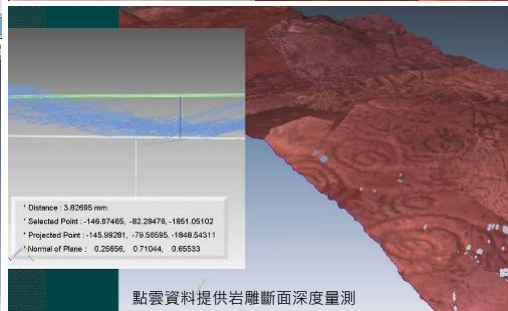 ' Distance : 3.82695 mm
' Selected Point : -146.97465, -82.28476, -1851.05102
' Projected Point : -145.99281, -79.56595, -1848.54311
' Normal of Plane : 0.25656, 0.71044, 0.65533
點雲資料提供岩雕斷面深度量測